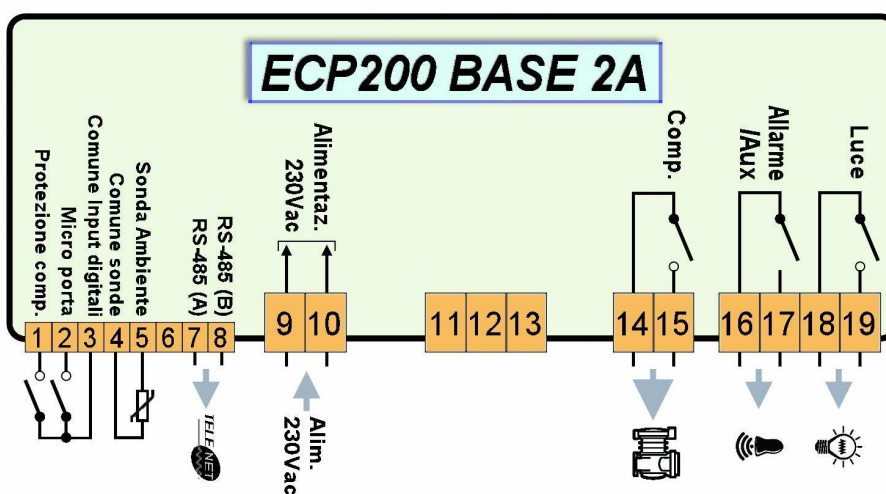 ECP200 BASE 2A
Protezione comp.
Micro porta
Comune Input digitali
Comune sonde
Sonda Ambiente
RS-485 (A)
RS-485 (B)
Alimentaz.
230Vac
Comp.
Allarme
/Aux
Luce
1 2 3 4 5 6 7 8
9 10
11 12 13
14 15
16 17 18 19
TELE NET
Alim.
230Vac